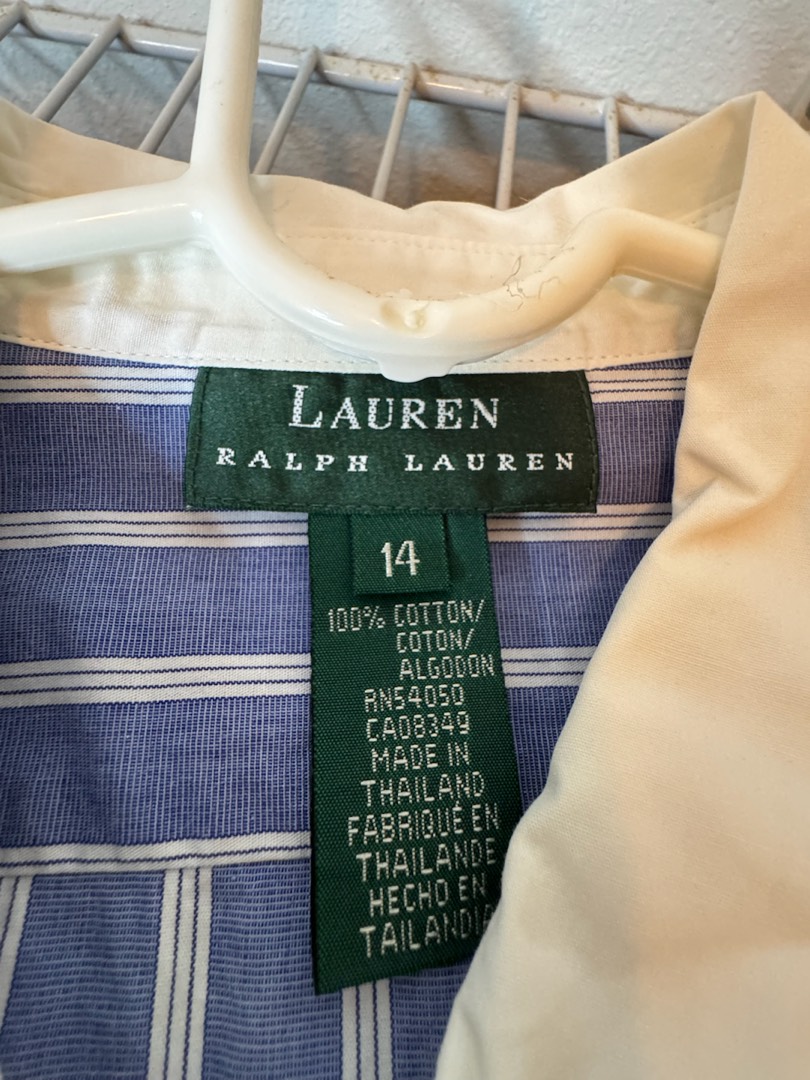 LAUREN
RALPH LAUREN
14
100% COTTON/
COTON/
ALGODON
RN54050
CA08349
MADE IN
THAILAND
FABRIQUÉ EN
THAILANDE
HECHO EN
TAILANDIA